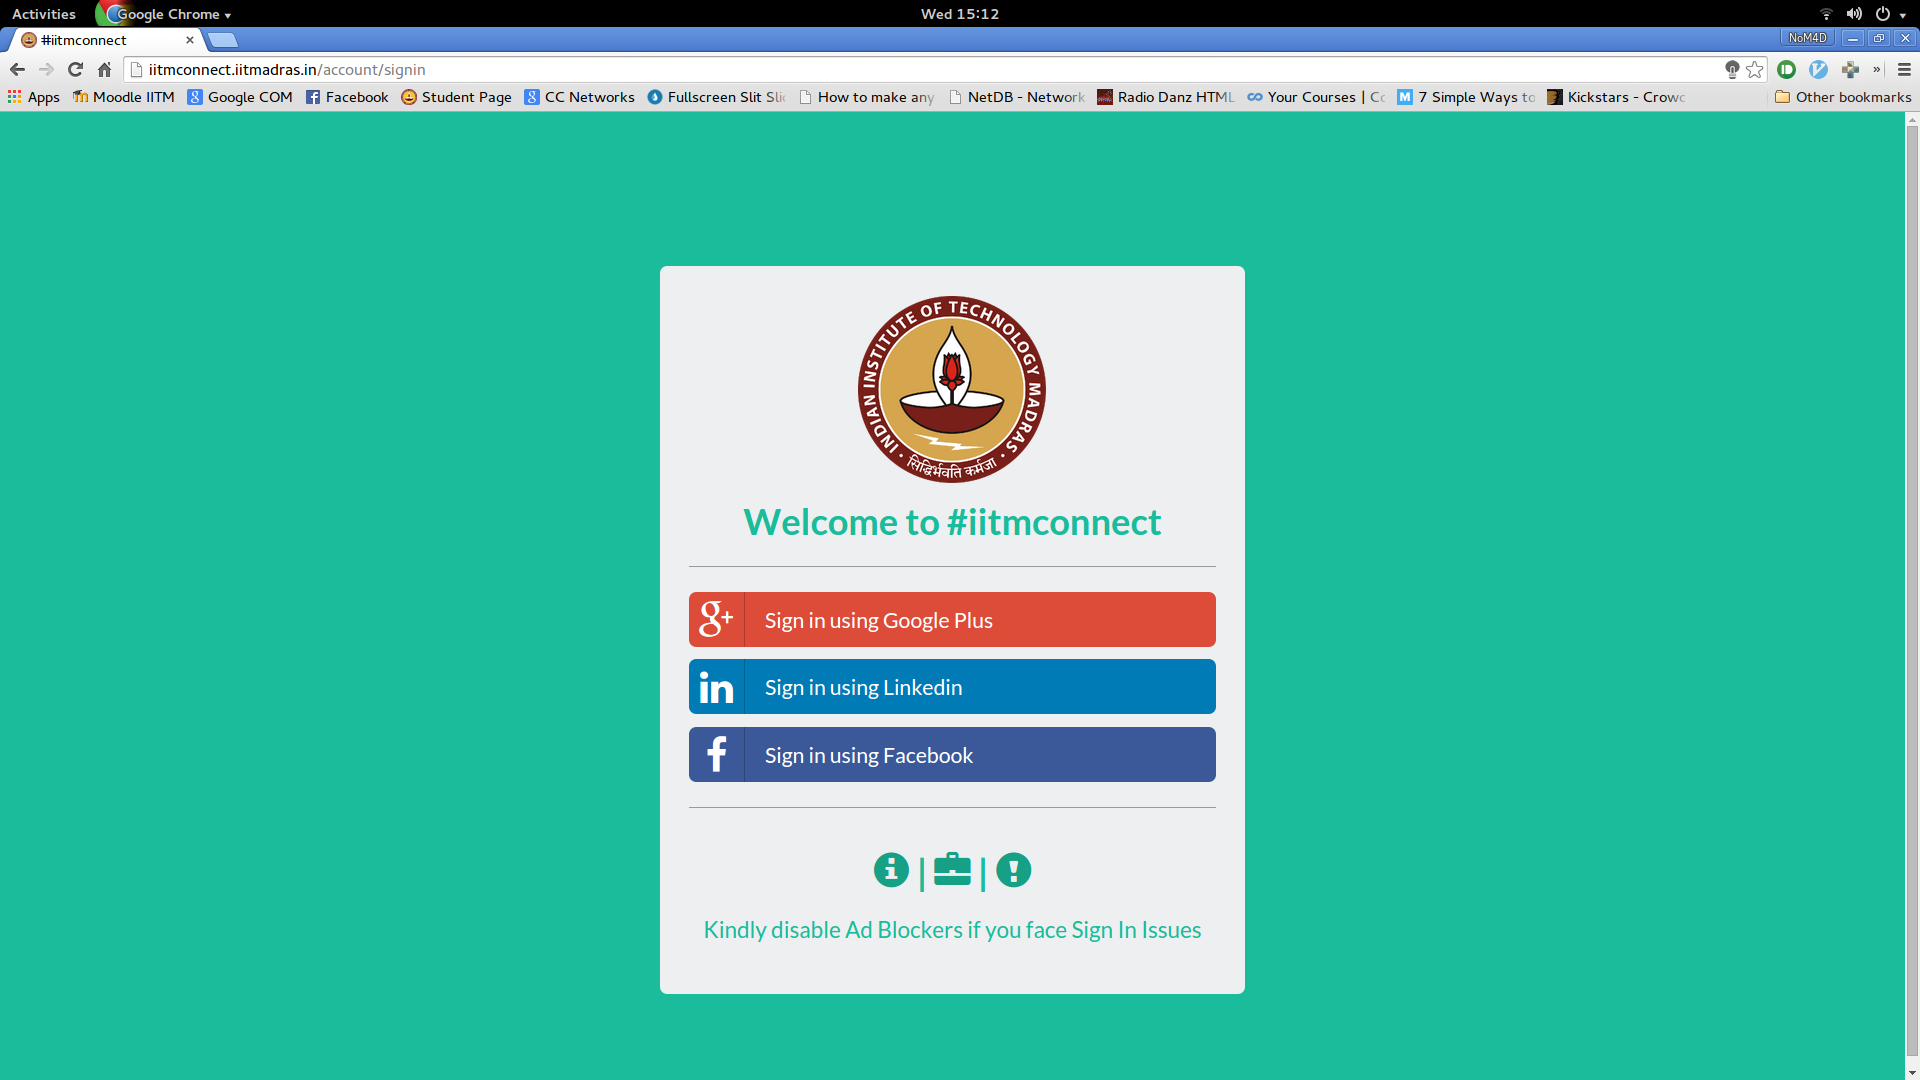 Activities Google Chrome Wed 15:12
#iitmconnect NoM4D
iitmconnect.iitmadras.in/account/signin
Apps Moodle IITM Google COM Facebook Student Page CC Networks Fullscreen Slit Slic How to make any NetDB - Network Radio Danz HTML Your Courses | Co 7 Simple Ways to Kickstars - Crowd Other bookmarks
INDIAN INSTITUTE OF TECHNOLOGY MADRAS
सिद्धिर्भवति कर्मजा
Welcome to #iitmconnect
Sign in using Google Plus
Sign in using Linkedin
Sign in using Facebook
Kindly disable Ad Blockers if you face Sign In Issues